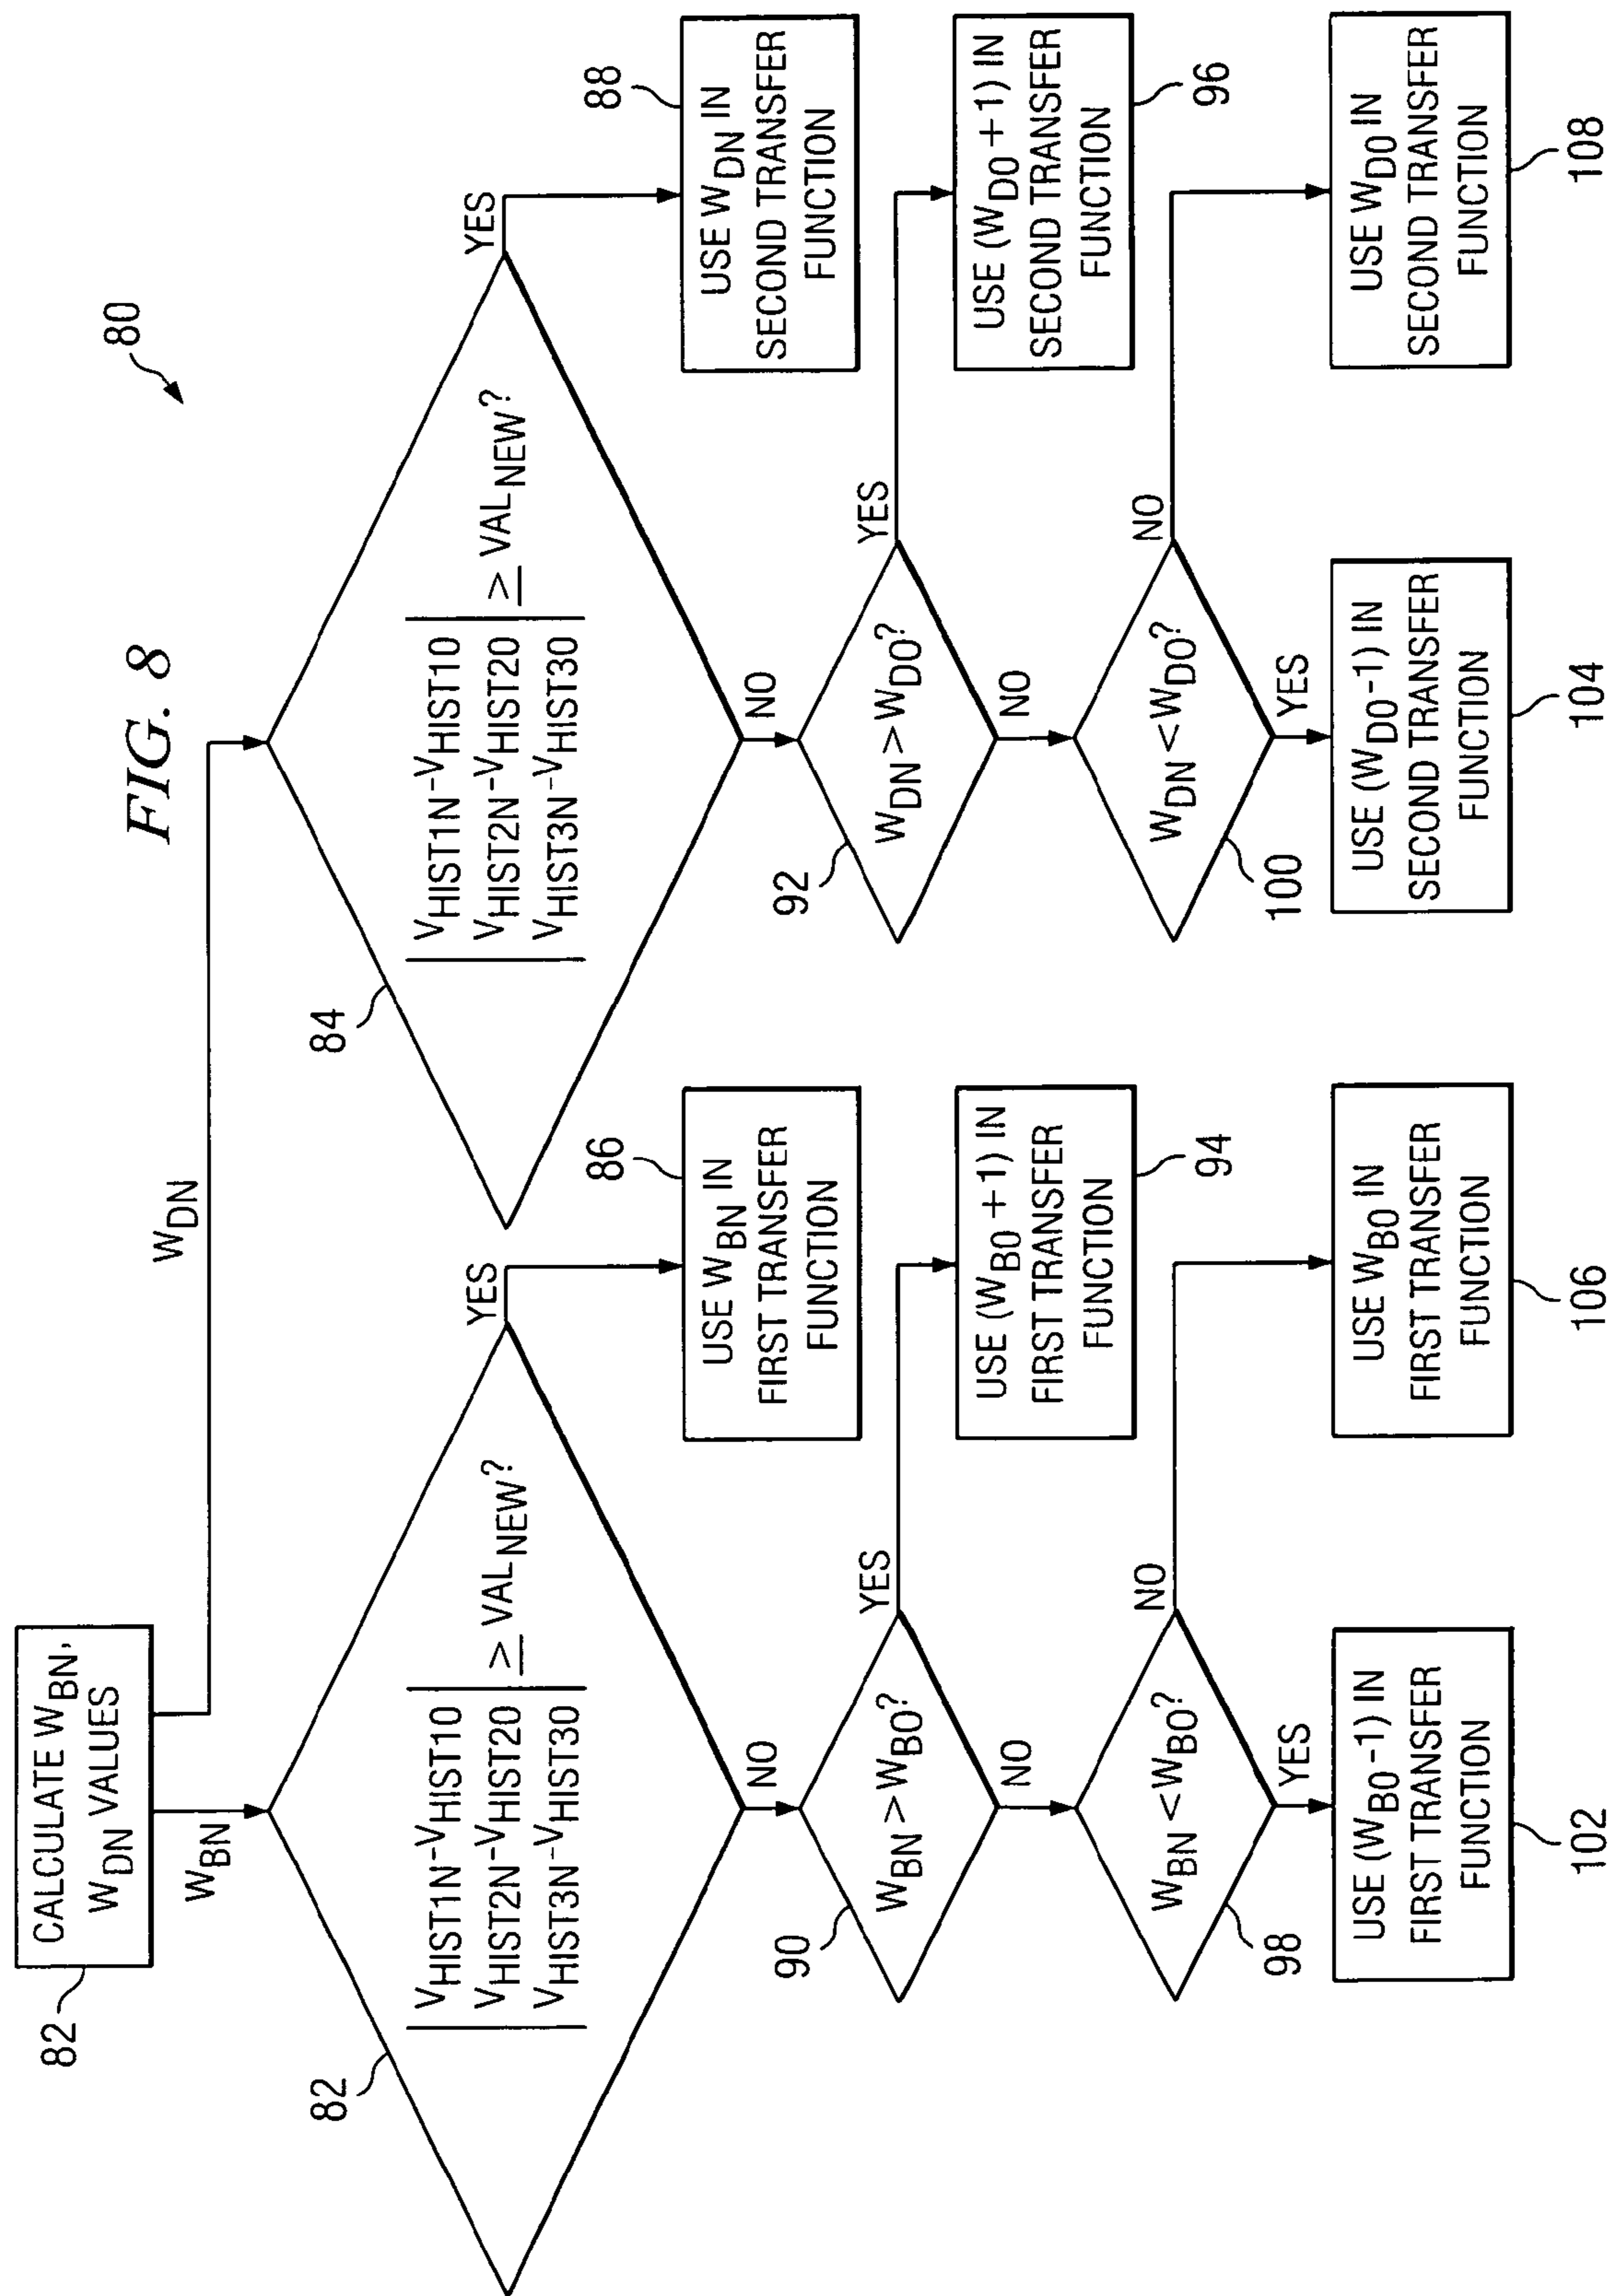 FIG. 8
80
CALCULATE WBN,
WDN VALUES
82
WBN
WDN
82
VHIST1N-VHIST10
VHIST2N-VHIST20
VHIST3N-VHIST30
≥ VALNEW?
YES
NO
86
USE WBN IN
FIRST TRANSFER
FUNCTION
84
VHIST1N-VHIST10
VHIST2N-VHIST20
VHIST3N-VHIST30
≥ VALNEW?
YES
NO
88
USE WDN IN
SECOND TRANSFER
FUNCTION
90
WBN > WBO?
YES
NO
USE (WB0 +1) IN
FIRST TRANSFER
FUNCTION
94
92
WDN > WDO?
YES
NO
USE (WD0 +1) IN
SECOND TRANSFER
FUNCTION
96
98
WBN < WBO?
NO
YES
100
WDN < WDO?
NO
YES
USE (WB0 -1) IN
FIRST TRANSFER
FUNCTION
102
USE WB0 IN
FIRST TRANSFER
FUNCTION
106
USE (WD0 -1) IN
SECOND TRANSFER
FUNCTION
104
USE WD0 IN
SECOND TRANSFER
FUNCTION
108